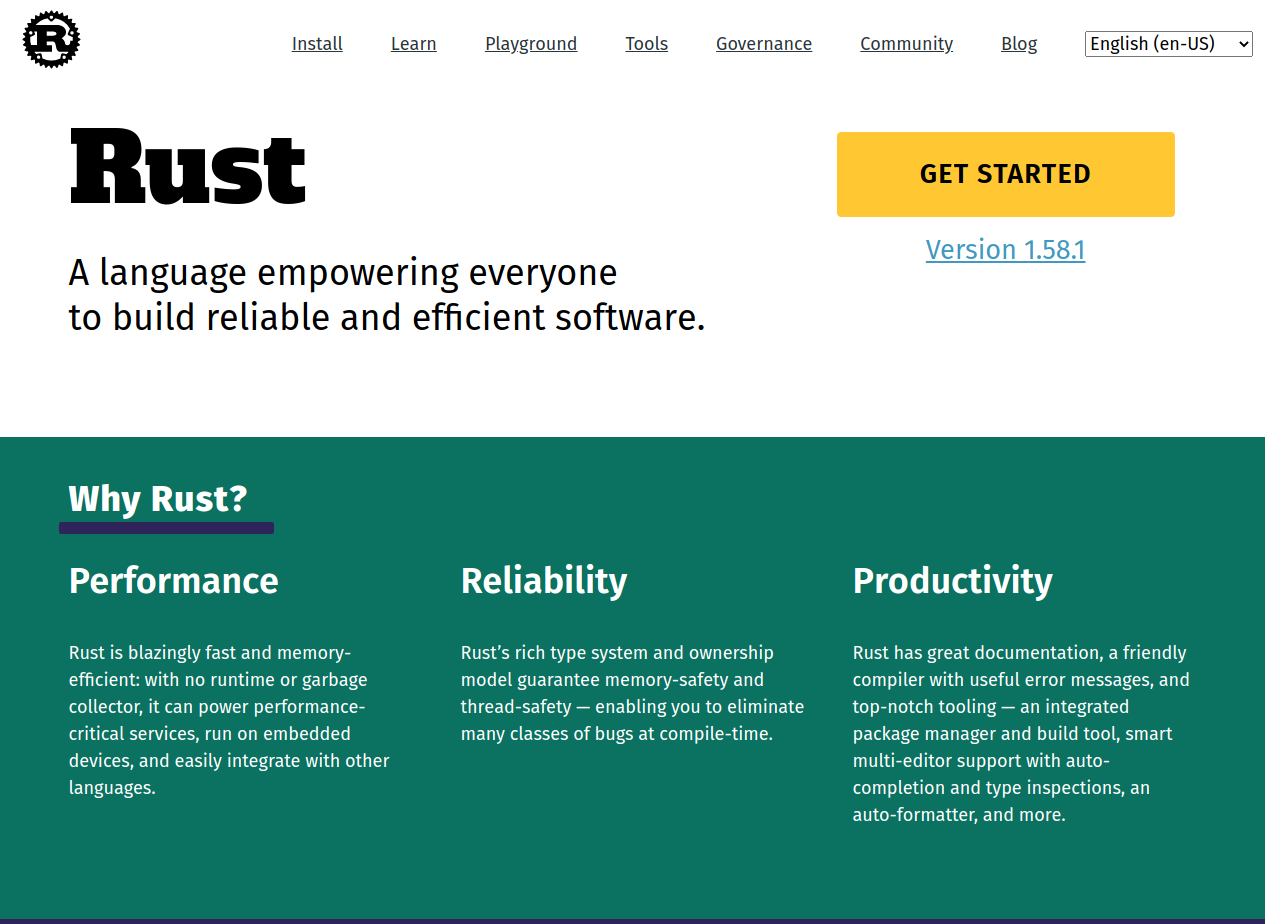 R
Install Learn Playground Tools Governance Community Blog English (en-US)
Rust
GET STARTED
Version 1.58.1
A language empowering everyone
to build reliable and efficient software.
Why Rust?
Performance
Rust is blazingly fast and memory-
efficient: with no runtime or garbage
collector, it can power performance-
critical services, run on embedded
devices, and easily integrate with other
languages.
Reliability
Rust’s rich type system and ownership
model guarantee memory-safety and
thread-safety — enabling you to eliminate
many classes of bugs at compile-time.
Productivity
Rust has great documentation, a friendly
compiler with useful error messages, and
top-notch tooling — an integrated
package manager and build tool, smart
multi-editor support with auto-
completion and type inspections, an
auto-formatter, and more.